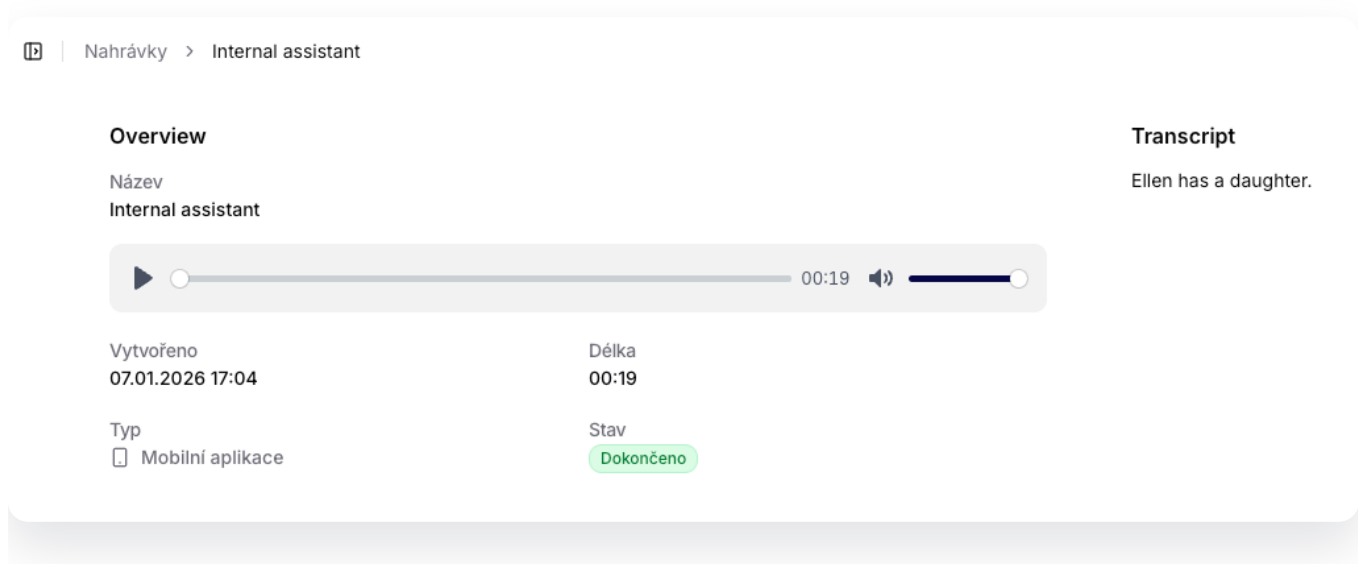 Nahrávky > Internal assistant
Overview
Název
Internal assistant
00:19
Vytvořeno
07.01.2026 17:04
Délka
00:19
Typ
Mobilní aplikace
Stav
Dokončeno
Transcript
Ellen has a daughter.